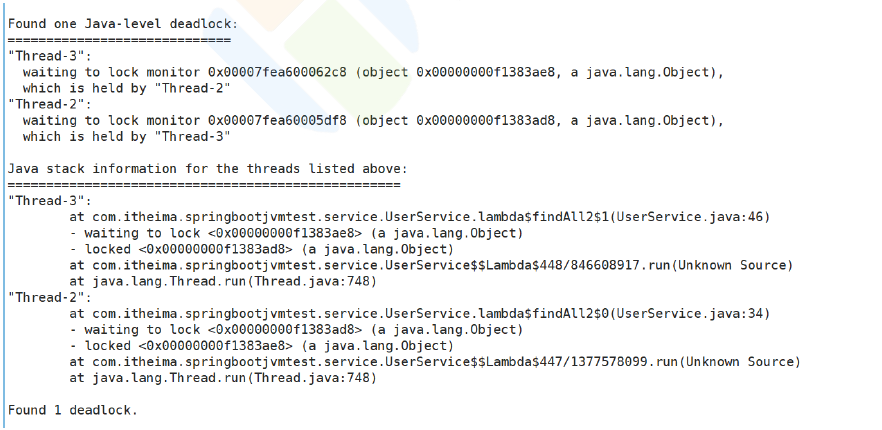 Found one Java-level deadlock:
=============================
"Thread-3":
  waiting to lock monitor 0x00007fea600062c8 (object 0x00000000f1383ae8, a java.lang.Object),
  which is held by "Thread-2"
"Thread-2":
  waiting to lock monitor 0x00007fea60005df8 (object 0x00000000f1383ad8, a java.lang.Object),
  which is held by "Thread-3"
Java stack information for the threads listed above:
===================================================
"Thread-3":
        at com.itheima.springbootjvmtest.service.UserService.lambda$findAll2$1(UserService.java:46)
        - waiting to lock <0x00000000f1383ae8> (a java.lang.Object)
        - locked <0x00000000f1383ad8> (a java.lang.Object)
        at com.itheima.springbootjvmtest.service.UserService$$Lambda$448/846608917.run(Unknown Source)
        at java.lang.Thread.run(Thread.java:748)
"Thread-2":
        at com.itheima.springbootjvmtest.service.UserService.lambda$findAll2$0(UserService.java:34)
        - waiting to lock <0x00000000f1383ad8> (a java.lang.Object)
        - locked <0x00000000f1383ae8> (a java.lang.Object)
        at com.itheima.springbootjvmtest.service.UserService$$Lambda$447/1377578099.run(Unknown Source)
        at java.lang.Thread.run(Thread.java:748)
Found 1 deadlock.